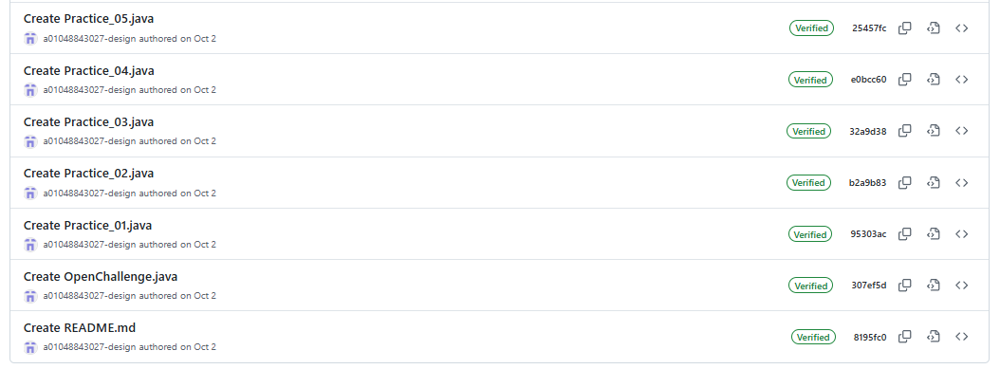 Create Practice_05.java
a01048843027-design authored on Oct 2
Verified 25457fc
Create Practice_04.java
a01048843027-design authored on Oct 2
Verified e0bcc60
Create Practice_03.java
a01048843027-design authored on Oct 2
Verified 32a9d38
Create Practice_02.java
a01048843027-design authored on Oct 2
Verified b2a9b83
Create Practice_01.java
a01048843027-design authored on Oct 2
Verified 95303ac
Create OpenChallenge.java
a01048843027-design authored on Oct 2
Verified 307ef5d
Create README.md
a01048843027-design authored on Oct 2
Verified 8195fc0